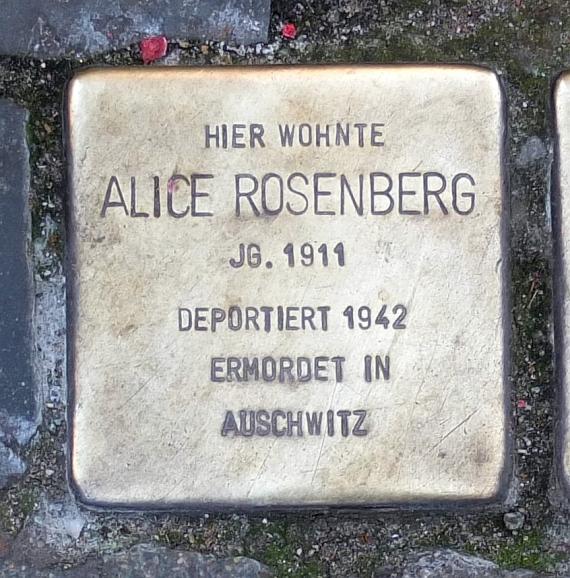 HIER WOHNTE
ALICE ROSENBERG
JG. 1911
DEPORTIERT 1942
ERMORDET IN
AUSCHWITZ